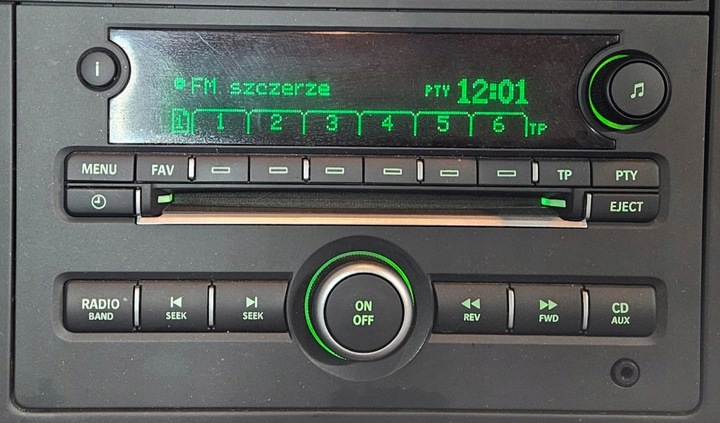 i
FM szczerze PTY 12:01
1 1 2 3 4 5 6 TP
MENU FAV TP PTY
EJECT
RADIO
BAND
SEEK
SEEK
ON
OFF
REV
FWD
CD
AUX